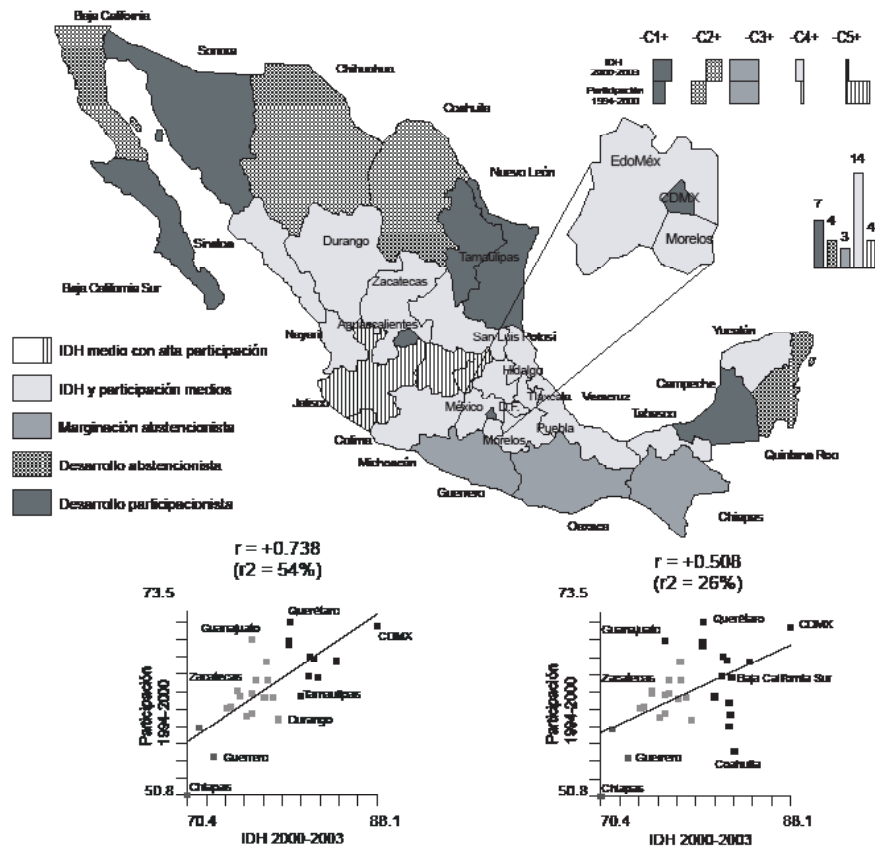 Baja California
Sonora
Chihuahua
Coahuila
Nuevo León
Sinaloa
Durango
Tamaulipas
Zacatecas
Baja California Sur
Nayarit
Aguascalientes
San Luis Potosí
Hidalgo
Jalisco
México
D.F.
Tlaxcala
Veracruz
Colima
Morelos
Puebla
Michoacán
Guerrero
Oaxaca
Chiapas
Tabasco
Campeche
Yucatán
Quintana Roo
EdoMéx
CDMX
Morelos
-C1+ -C2+ -C3+ -C4+ -C5+
IDH
2000-2003
Participación
1994-2000
7 4 3 14 4
IDH medio con alta participación
IDH y participación medios
Marginación abstencionista
Desarrollo abstencionista
Desarrollo participacionista
r = +0.738
(r2 = 54%)
73.5
Participación
1994-2000
50.8
Querétaro
Guanajuato
CDMX
Zacatecas
Tamaulipas
Durango
Guerrero
Chiapas
70.4 88.1
IDH 2000-2003
r = +0.508
(r2 = 26%)
73.5
Participación
1994-2000
50.8
Querétaro
Guanajuato
CDMX
Zacatecas
Baja California Sur
Guerrero
Coahuila
Chiapas
70.4 88.1
IDH 2000-2003